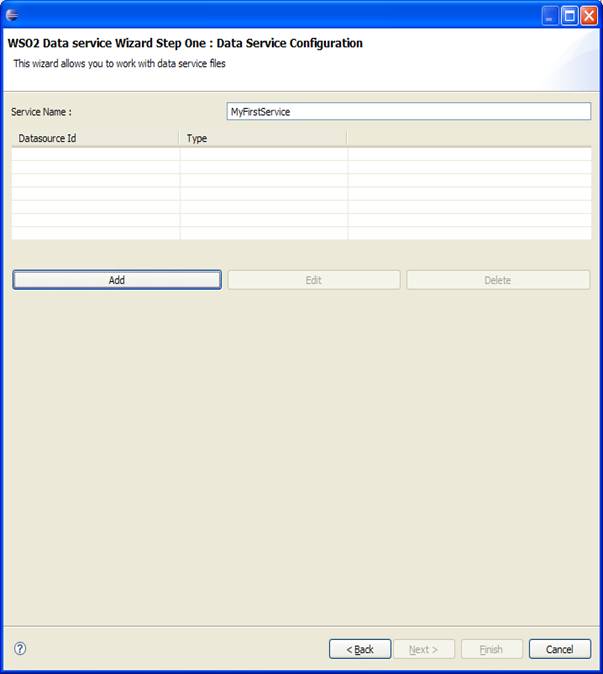 WSO2 Data service Wizard Step One : Data Service Configuration
This wizard allows you to work with data service files
Service Name : MyFirstService
Datasource Id Type
Add Edit Delete
? < Back Next > Finish Cancel